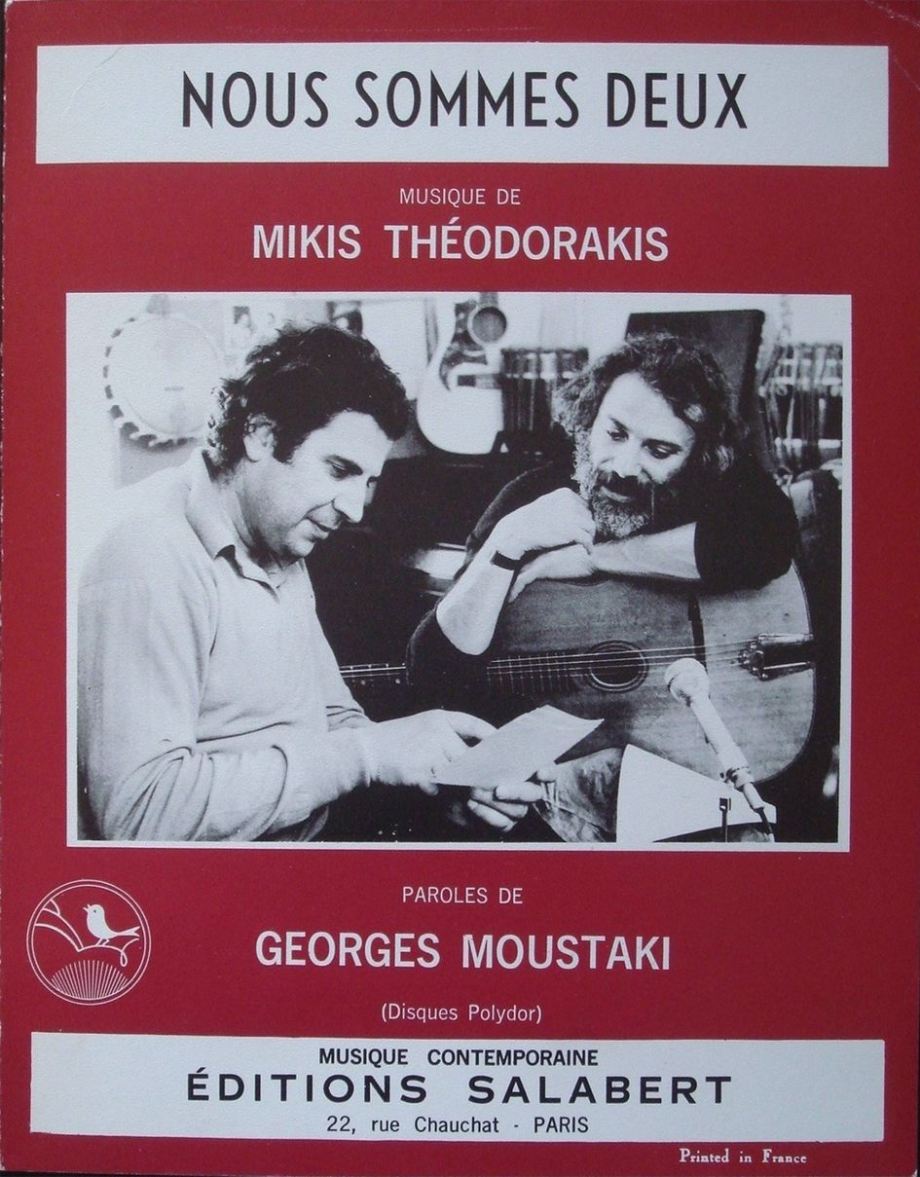 NOUS SOMMES DEUX
MUSIQUE DE
MIKIS THÉODORAKIS
PAROLES DE
GEORGES MOUSTAKI
(Disques Polydor)
MUSIQUE CONTEMPORAINE
ÉDITIONS SALABERT
22, rue Chauchat - PARIS
Printed in France